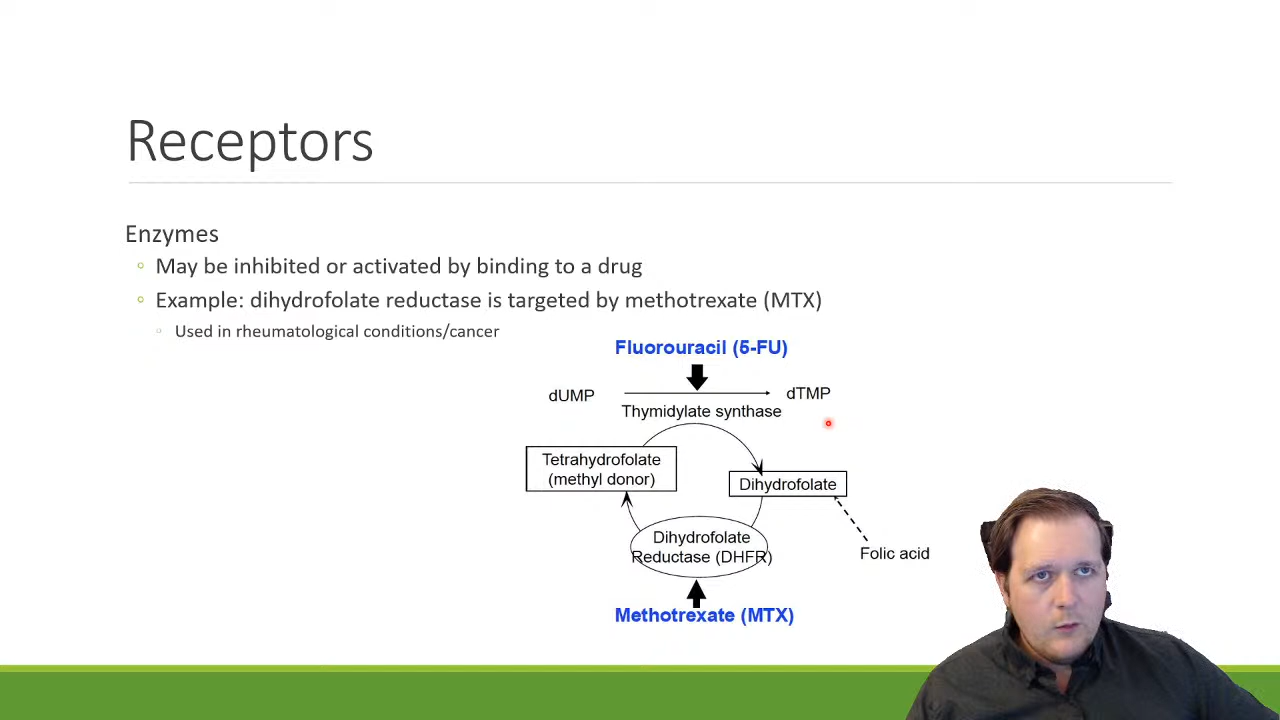 Receptors
Enzymes
May be inhibited or activated by binding to a drug
Example: dihydrofolate reductase is targeted by methotrexate (MTX)
Used in rheumatological conditions/cancer
Fluorouracil (5-FU)
dUMP
dTMP
Thymidylate synthase
Tetrahydrofolate
(methyl donor)
Dihydrofolate
Dihydrofolate
Reductase (DHFR)
Folic acid
Methotrexate (MTX)